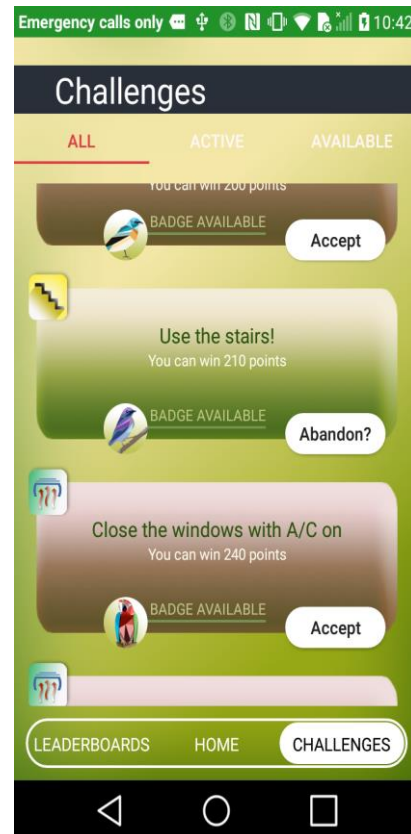 Emergency calls only
10:42
Challenges
ALL ACTIVE AVAILABLE
You can win 200 points
BADGE AVAILABLE
Accept
Use the stairs!
You can win 210 points
BADGE AVAILABLE
Abandon?
Close the windows with A/C on
You can win 240 points
BADGE AVAILABLE
Accept
LEADERBOARDS HOME CHALLENGES